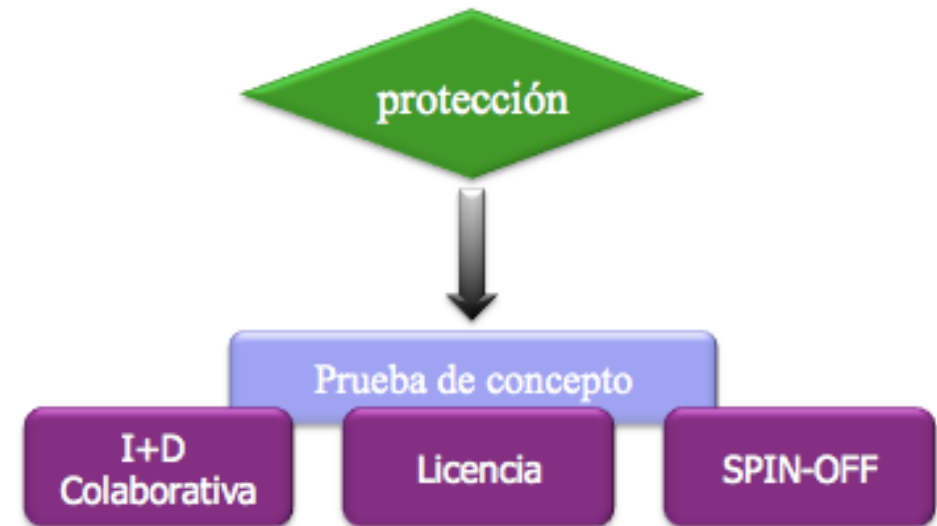 protección
Prueba de concepto
I+D
Colaborativa
Licencia
SPIN-OFF